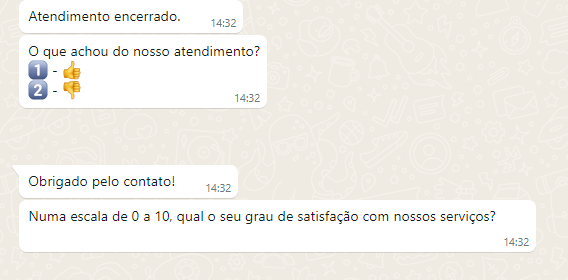 Atendimento encerrado.
14:32
O que achou do nosso atendimento?
1️⃣ - 👍
2️⃣ - 👎
14:32
Obrigado pelo contato!
14:32
Numa escala de 0 a 10, qual o seu grau de satisfação com nossos serviços?
14:32